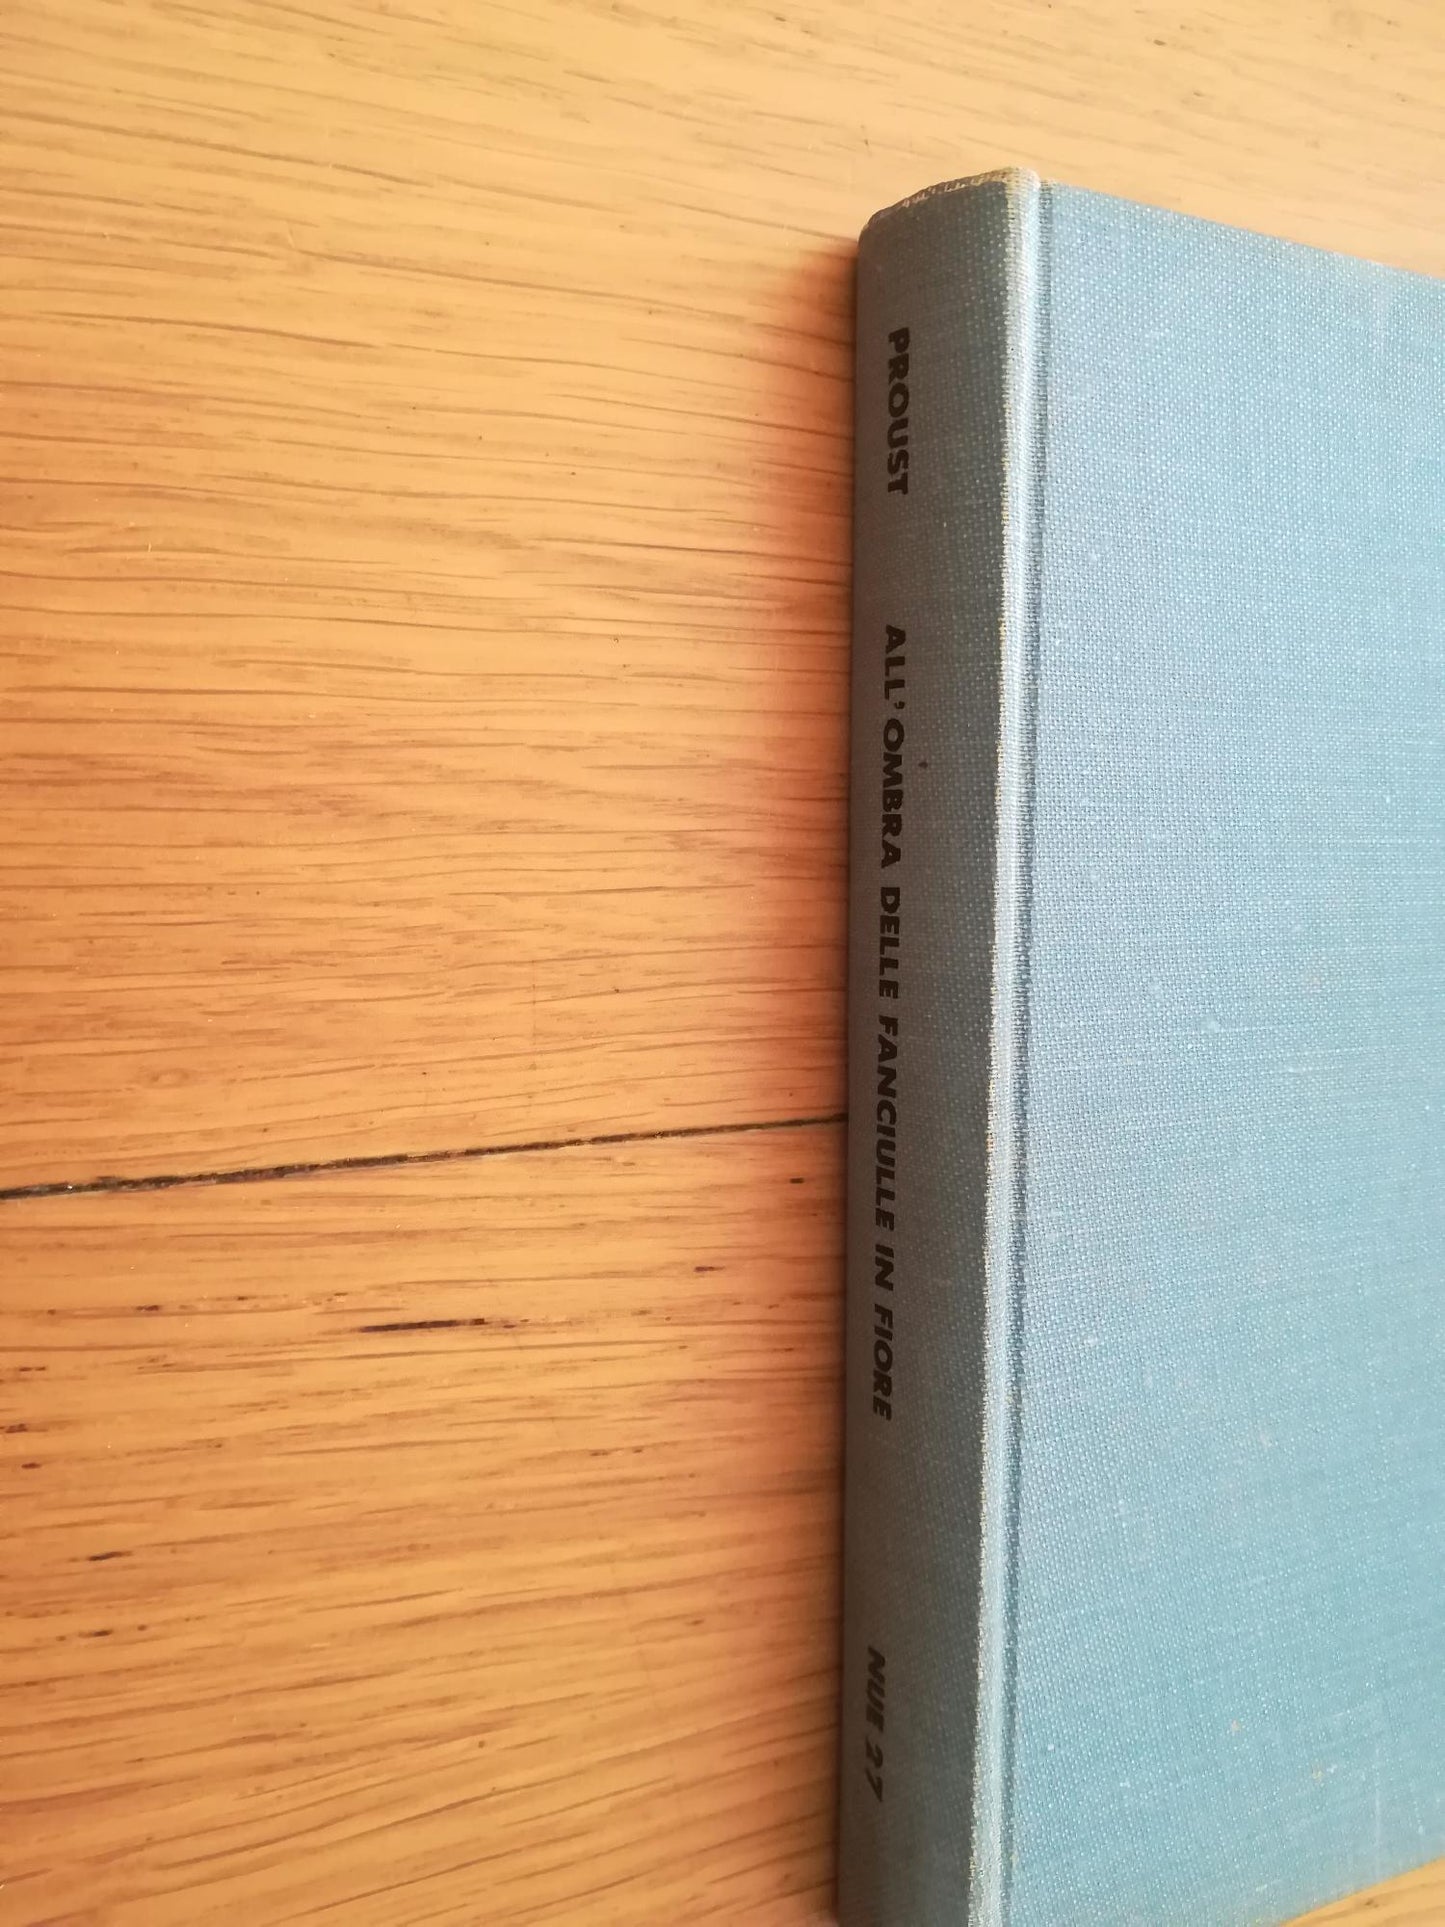 PROUST
ALL'OMBRA DELLE FANCIULLE IN FIORE
NUE 27